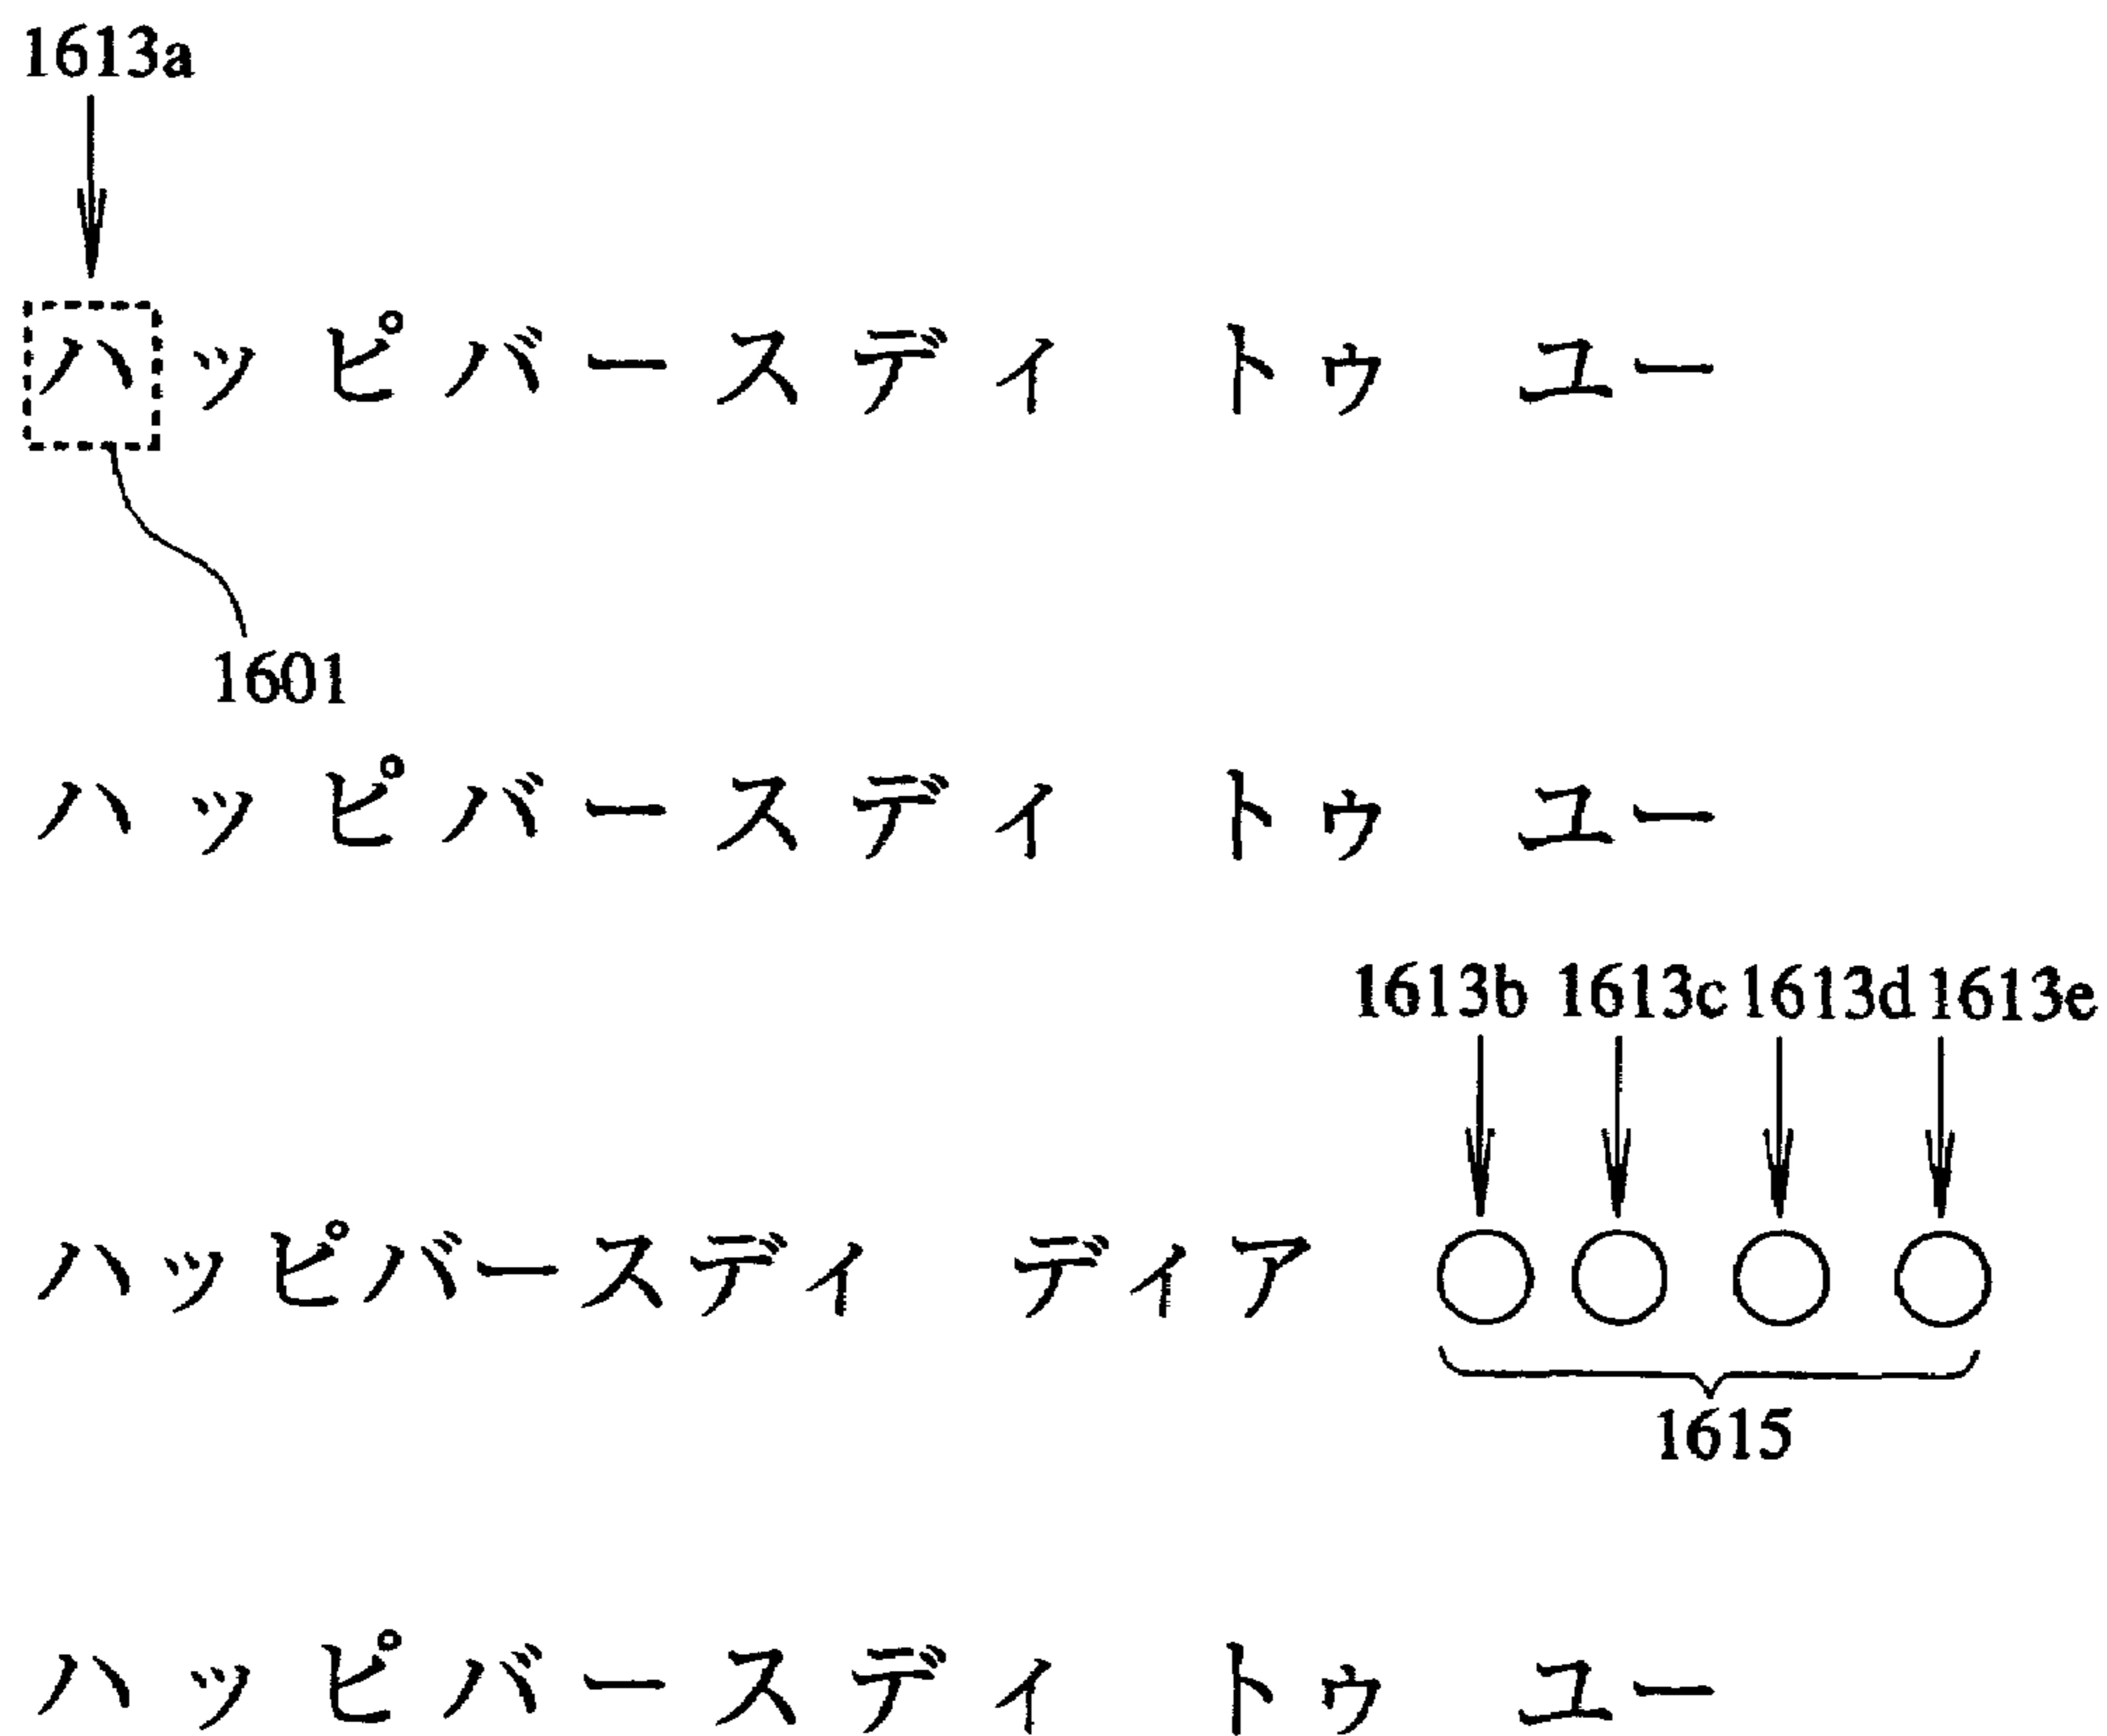 1613a
ハッピバースディ トゥ ユー
1601
ハッピバースディ トゥ ユー
1613b 1613c 1613d 1613e
ハッピバースディ ディア ○○○○
1615
ハッピバースディ トゥ ユー